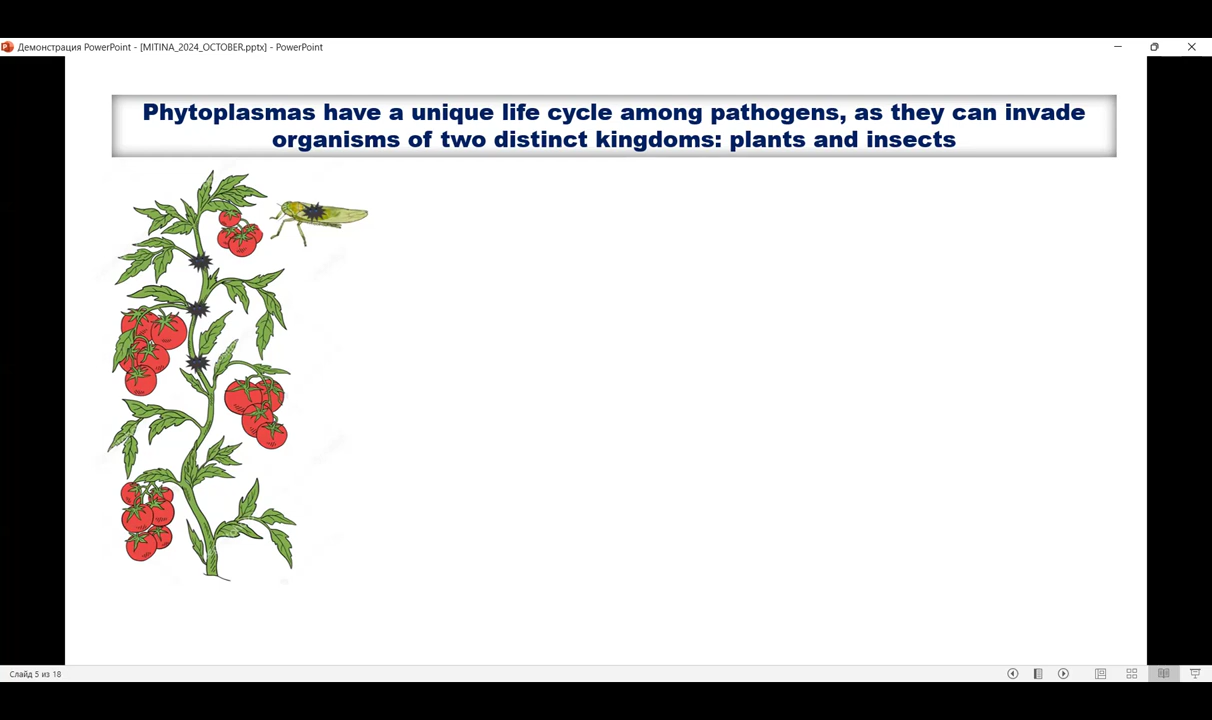 Демонстрация PowerPoint - [MITINA_2024_OCTOBER.pptx] - PowerPoint
Phytoplasmas have a unique life cycle among pathogens, as they can invade
organisms of two distinct kingdoms: plants and insects
Слайд 5 из 18